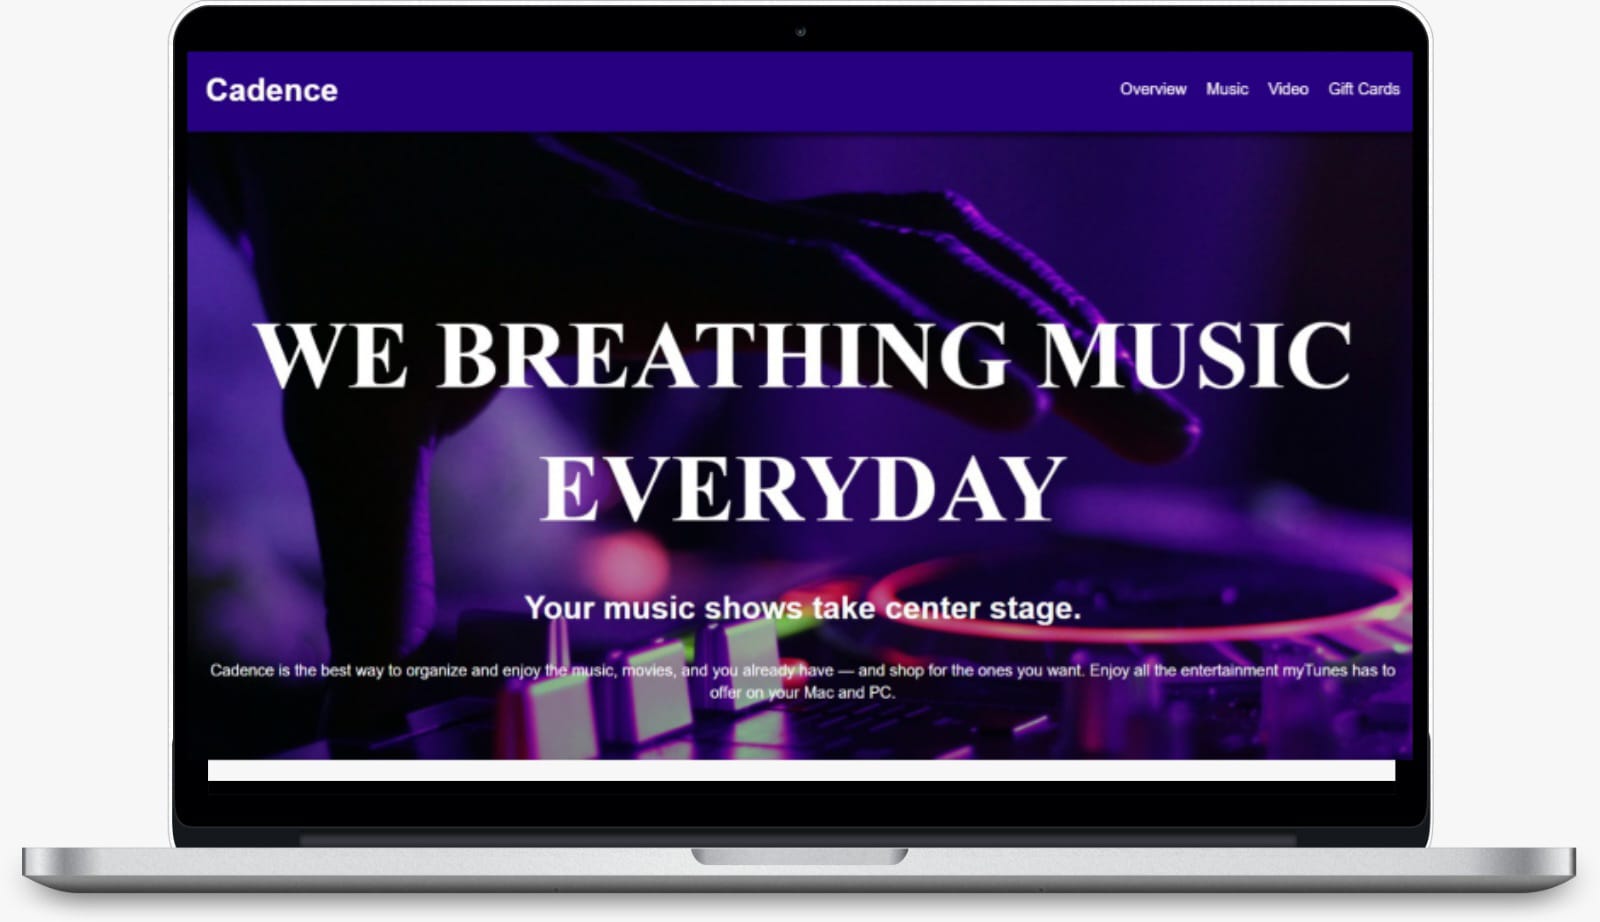 Cadence
Overview Music Video Gift Cards
WE BREATHING MUSIC
EVERYDAY
Your music shows take center stage.
Cadence is the best way to organize and enjoy the music, movies, and you already have — and shop for the ones you want. Enjoy all the entertainment myTunes has to
offer on your Mac and PC.